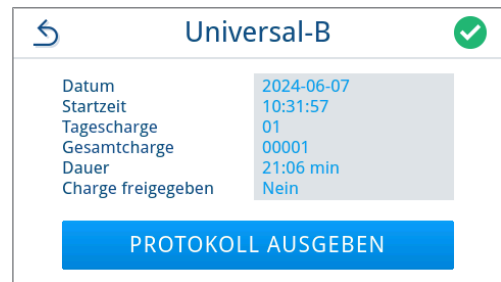 Universal-B
Datum 2024-06-07
Startzeit 10:31:57
Tagescharge 01
Gesamtcharge 00001
Dauer 21:06 min
Charge freigegeben Nein
PROTOKOLL AUSGEBEN